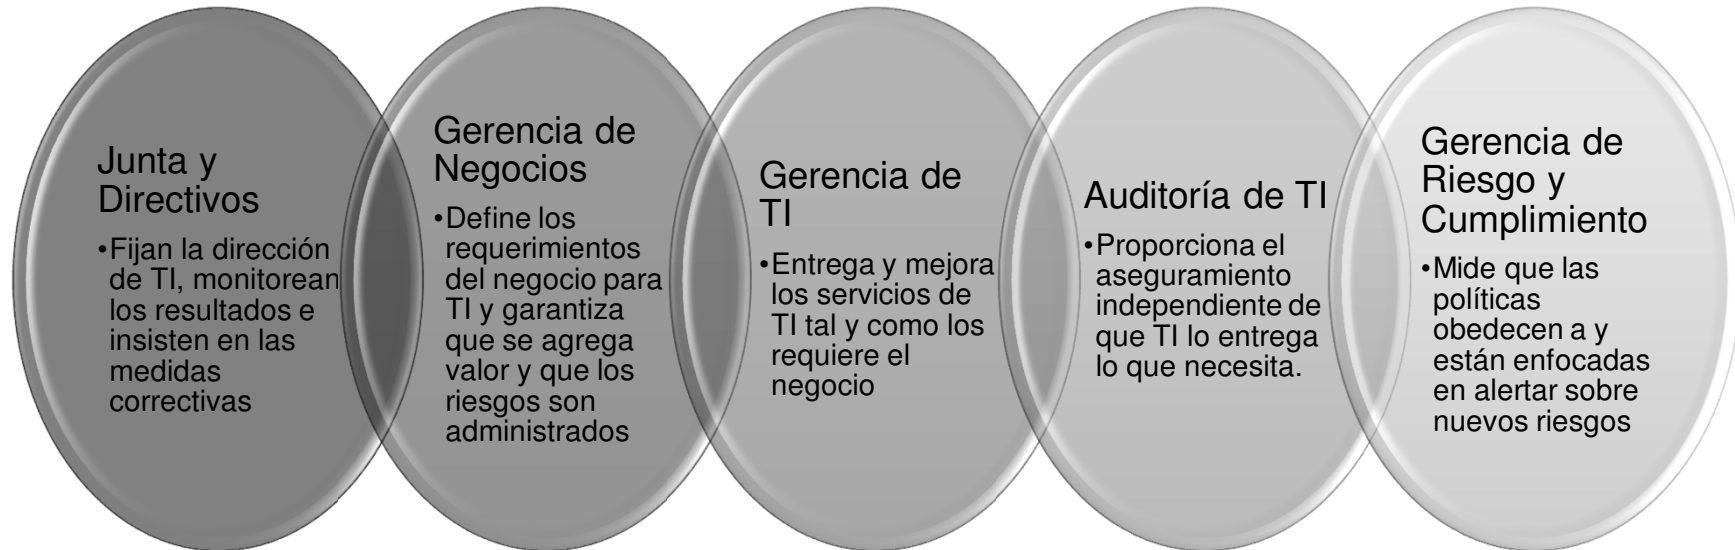 Junta y
Directivos
•Fijan la dirección
de TI, monitorean
los resultados e
insisten en las
medidas
correctivas
Gerencia de
Negocios
•Define los
requerimientos
del negocio para
TI y garantiza
que se agrega
valor y que los
riesgos son
administrados
Gerencia de
TI
•Entrega y mejora
los servicios de
TI tal y como los
requiere el
negocio
Auditoría de TI
•Proporciona el
aseguramiento
independiente de
que TI lo entrega
lo que necesita.
Gerencia de
Riesgo y
Cumplimiento
•Mide que las
políticas
obedecen a y
están enfocadas
en alertar sobre
nuevos riesgos